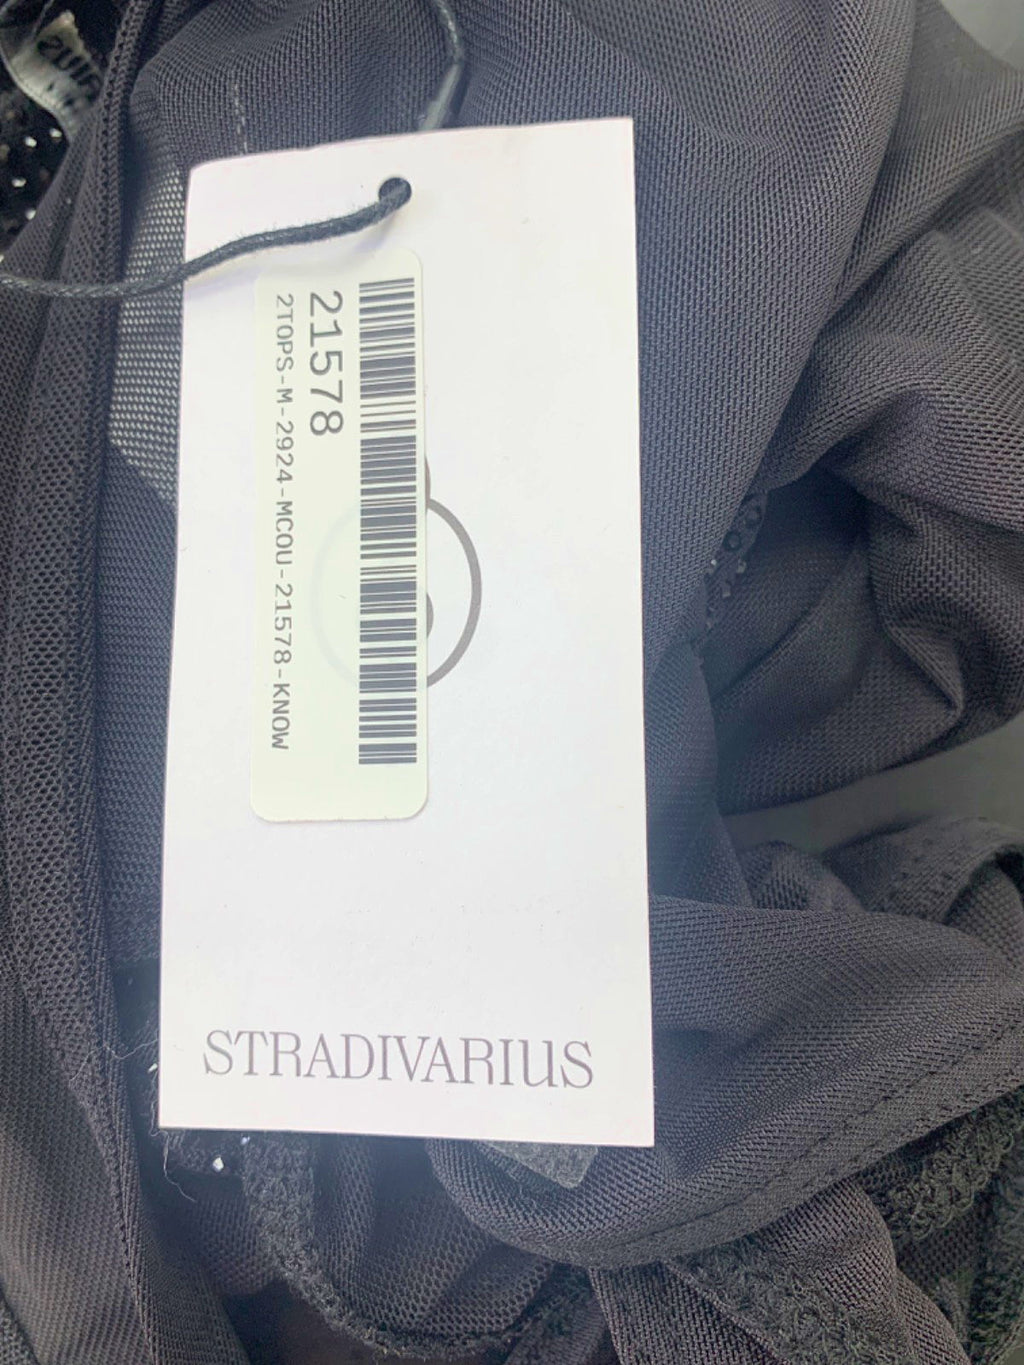 21578
2TOPS-M-2924-MCOU-21578-KNOW
STRADIVARIUS